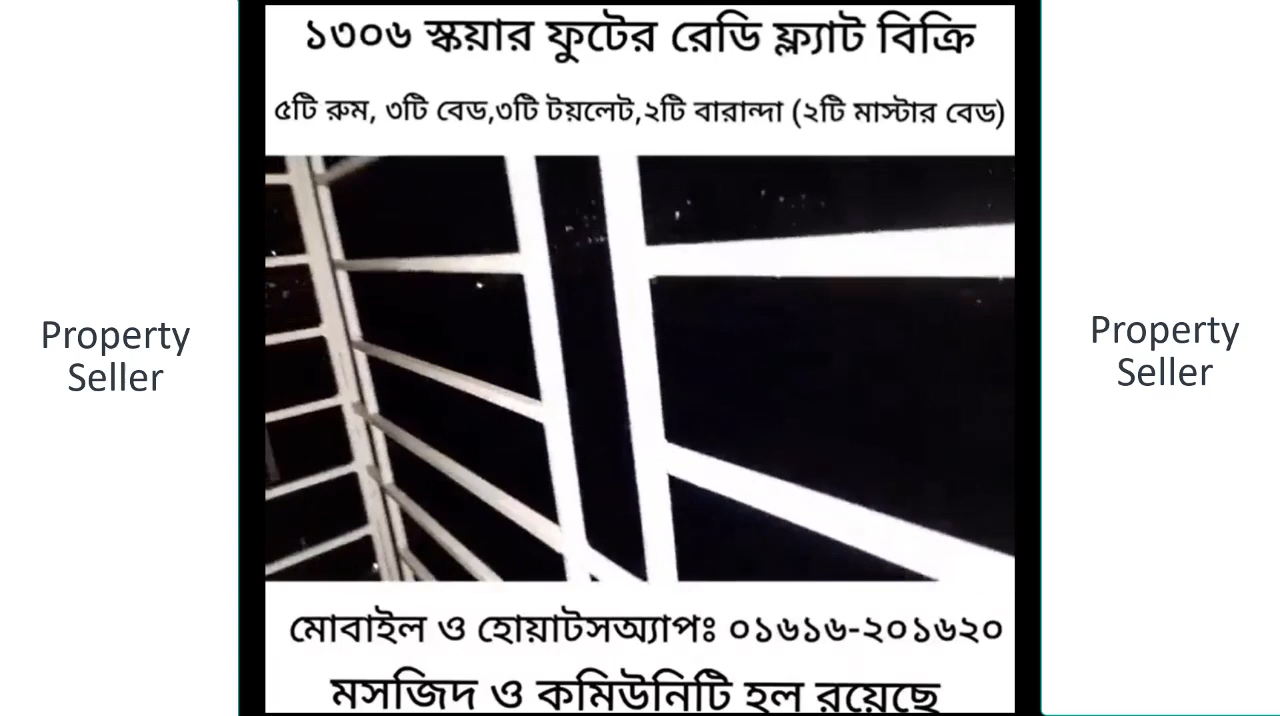 ১৩০৬ স্কয়ার ফুটের রেডি ফ্ল্যাট বিক্রি
৫টি রুম, ৩টি বেড,৩টি টয়লেট,২টি বারান্দা (২টি মাস্টার বেড)
Property
Seller
Property
Seller
মোবাইল ও হোয়াটসঅ্যাপঃ ০১৬১৬-২০১৬২০
মসজিদ ও কমিউনিটি হল রয়েছে